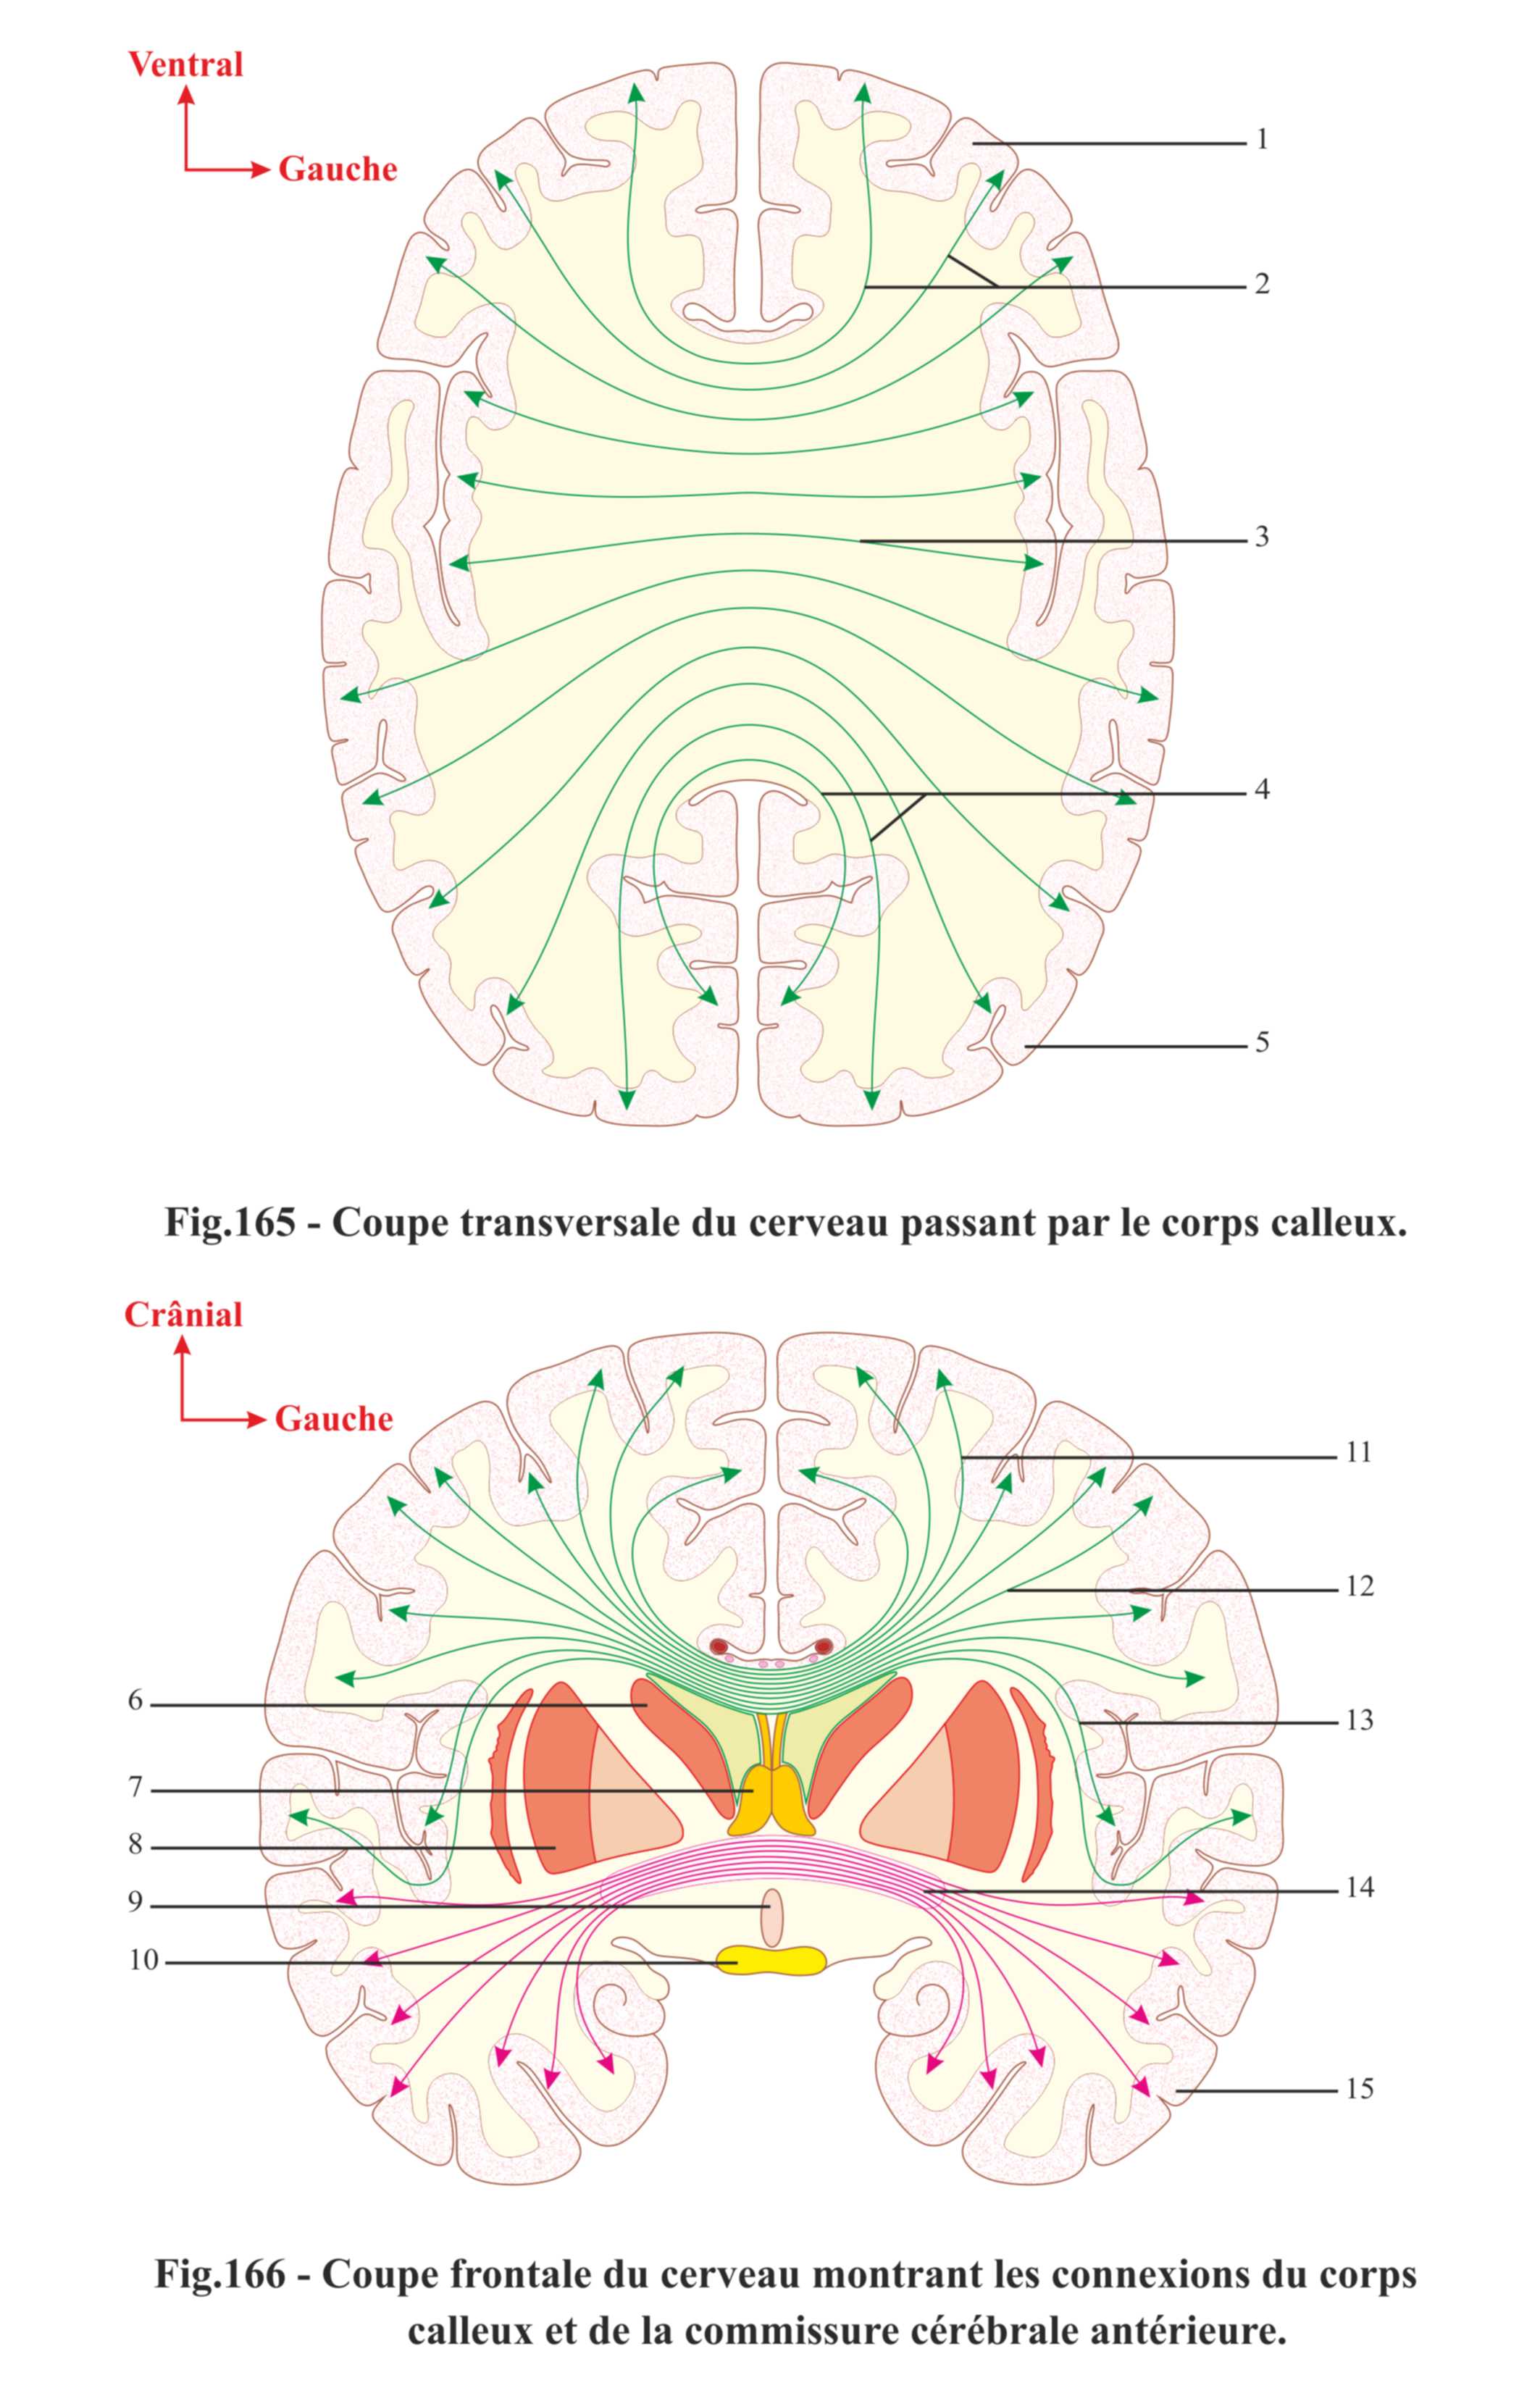 Ventral
Gauche
1
2
3
4
5
Fig.165 - Coupe transversale du cerveau passant par le corps calleux.
Crânial
Gauche
11
12
6
13
7
8
14
9
10
15
Fig.166 - Coupe frontale du cerveau montrant les connexions du corps
calleux et de la commissure cérébrale antérieure.